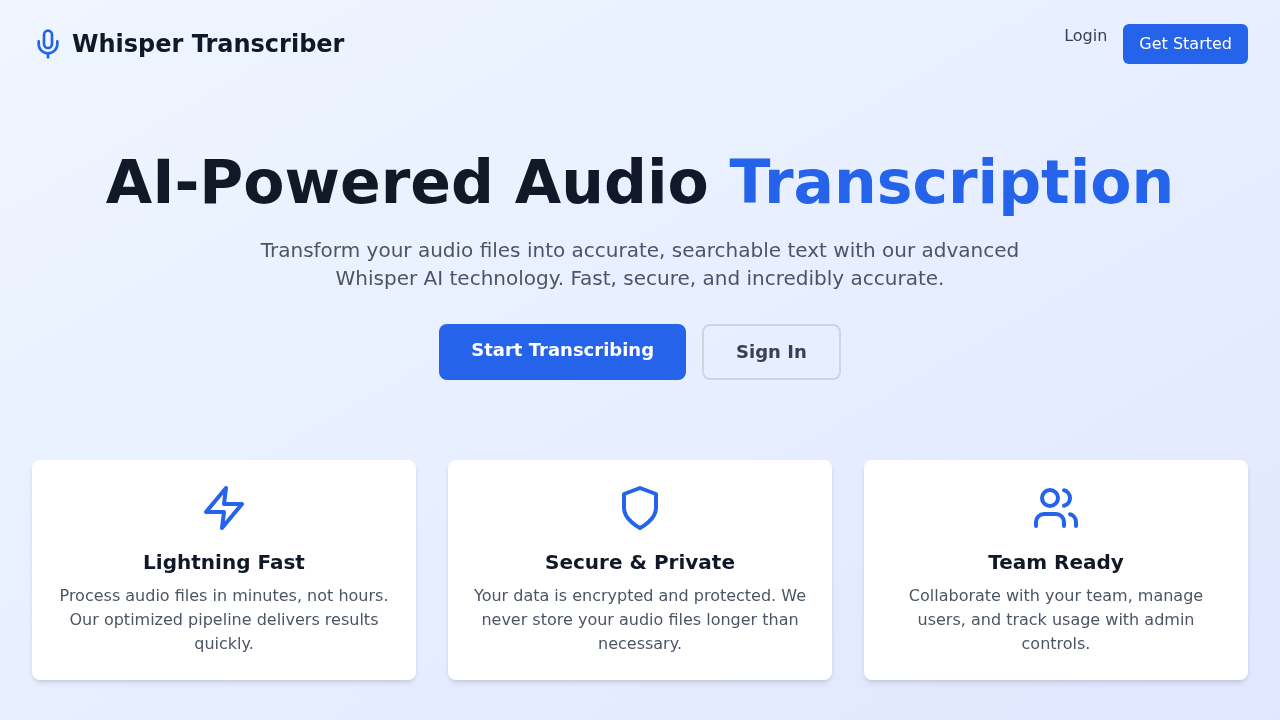 Whisper Transcriber
Login
Get Started
AI-Powered Audio Transcription
Transform your audio files into accurate, searchable text with our advanced
Whisper AI technology. Fast, secure, and incredibly accurate.
Start Transcribing
Sign In
Lightning Fast
Process audio files in minutes, not hours.
Our optimized pipeline delivers results
quickly.
Secure & Private
Your data is encrypted and protected. We
never store your audio files longer than
necessary.
Team Ready
Collaborate with your team, manage
users, and track usage with admin
controls.